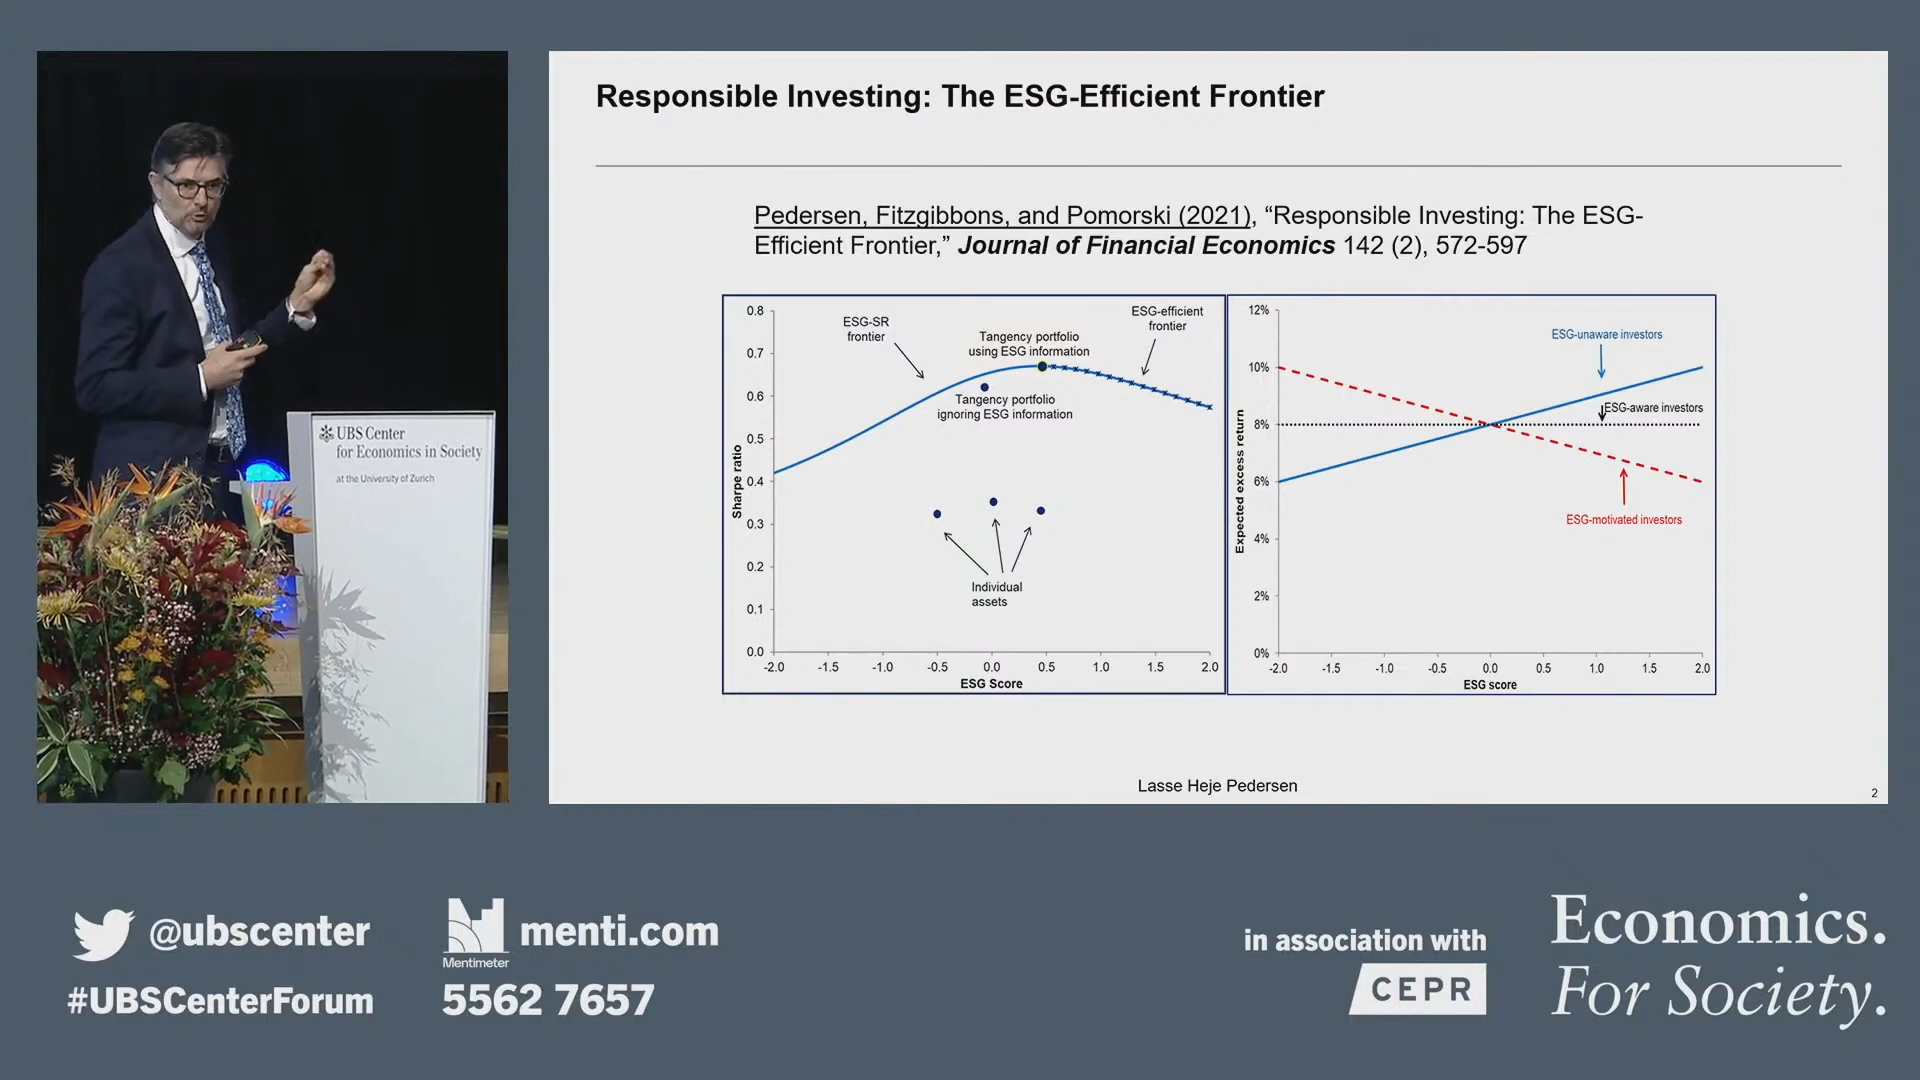 Responsible Investing: The ESG-Efficient Frontier
Pedersen, Fitzgibbons, and Pomorski (2021), “Responsible Investing: The ESG-
Efficient Frontier,” Journal of Financial Economics 142 (2), 572-597
0.8
0.7
0.6
0.5
0.4
0.3
0.2
0.1
0.0
Sharpe ratio
ESG-SR
frontier
Tangency portfolio
using ESG information
ESG-efficient
frontier
Tangency portfolio
ignoring ESG information
Individual
assets
-2.0 -1.5 -1.0 -0.5 0.0 0.5 1.0 1.5 2.0
ESG Score
12%
10%
8%
6%
4%
2%
0%
Expected excess return
ESG-unaware investors
ESG-aware investors
ESG-motivated investors
-2.0 -1.5 -1.0 -0.5 0.0 0.5 1.0 1.5 2.0
ESG score
Lasse Heje Pedersen
2
UBS Center
for Economics in Society
at the University of Zurich
@ubscenter
#UBSCenterForum
Mentimeter
menti.com
5562 7657
in association with
CEPR
Economics.
For Society.